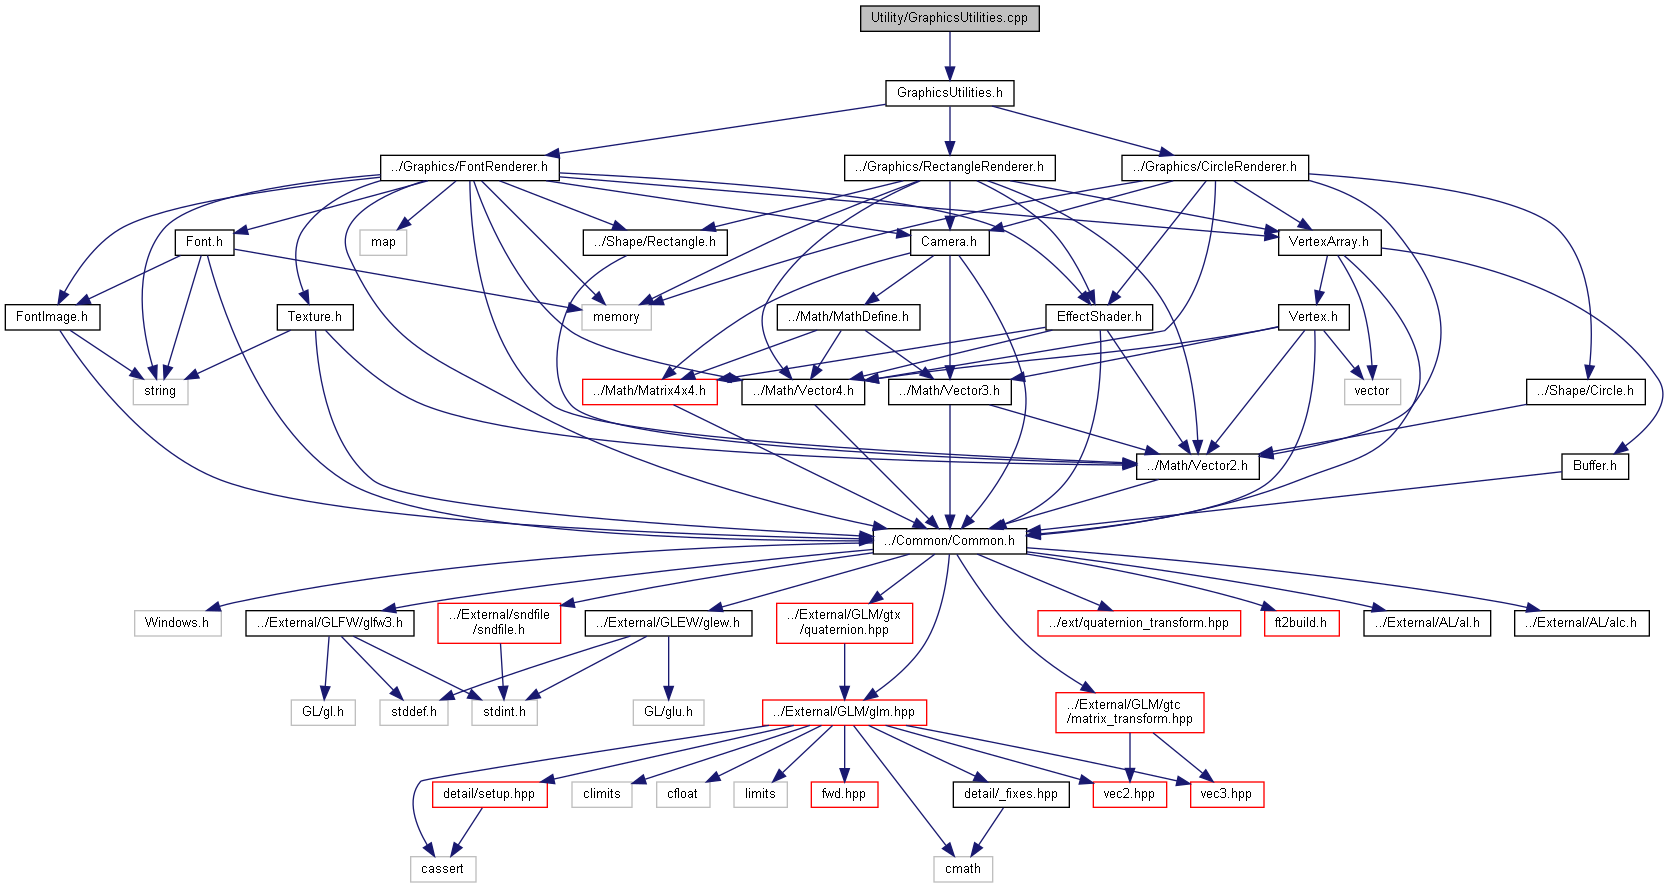 Utility/GraphicsUtilities.cpp
GraphicsUtilities.h
../Graphics/FontRenderer.h
../Graphics/RectangleRenderer.h
../Graphics/CircleRenderer.h
map
Font.h
../Shape/Rectangle.h
Camera.h
VertexArray.h
FontImage.h
Texture.h
memory
../Math/MathDefine.h
EffectShader.h
Vertex.h
string
../Math/Matrix4x4.h
../Math/Vector4.h
../Math/Vector3.h
vector
../Shape/Circle.h
../Math/Vector2.h
Buffer.h
../Common/Common.h
Windows.h
../External/GLFW/glfw3.h
../External/sndfile
/sndfile.h
../External/GLEW/glew.h
../External/GLM/gtx
/quaternion.hpp
../ext/quaternion_transform.hpp
ft2build.h
../External/AL/al.h
../External/AL/alc.h
GL/gl.h
stddef.h
stdint.h
GL/glu.h
../External/GLM/glm.hpp
../External/GLM/gtc
/matrix_transform.hpp
detail/setup.hpp
climits
cfloat
limits
fwd.hpp
detail/_fixes.hpp
vec2.hpp
vec3.hpp
cassert
cmath